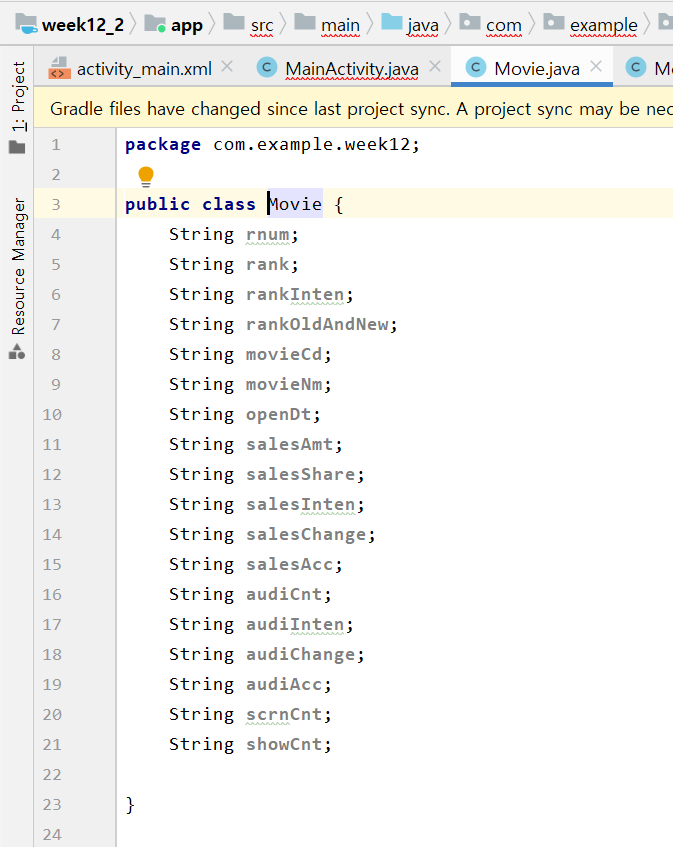 week12_2 app src main java com example
activity_main.xml MainActivity.java Movie.java
Gradle files have changed since last project sync. A project sync may be
1: Project
Resource Manager
1 package com.example.week12;
2
3 public class Movie {
4 String rnum;
5 String rank;
6 String rankInten;
7 String rankOldAndNew;
8 String movieCd;
9 String movieNm;
10 String openDt;
11 String salesAmt;
12 String salesShare;
13 String salesInten;
14 String salesChange;
15 String salesAcc;
16 String audiCnt;
17 String audiInten;
18 String audiChange;
19 String audiAcc;
20 String scrnCnt;
21 String showCnt;
22
23 }
24